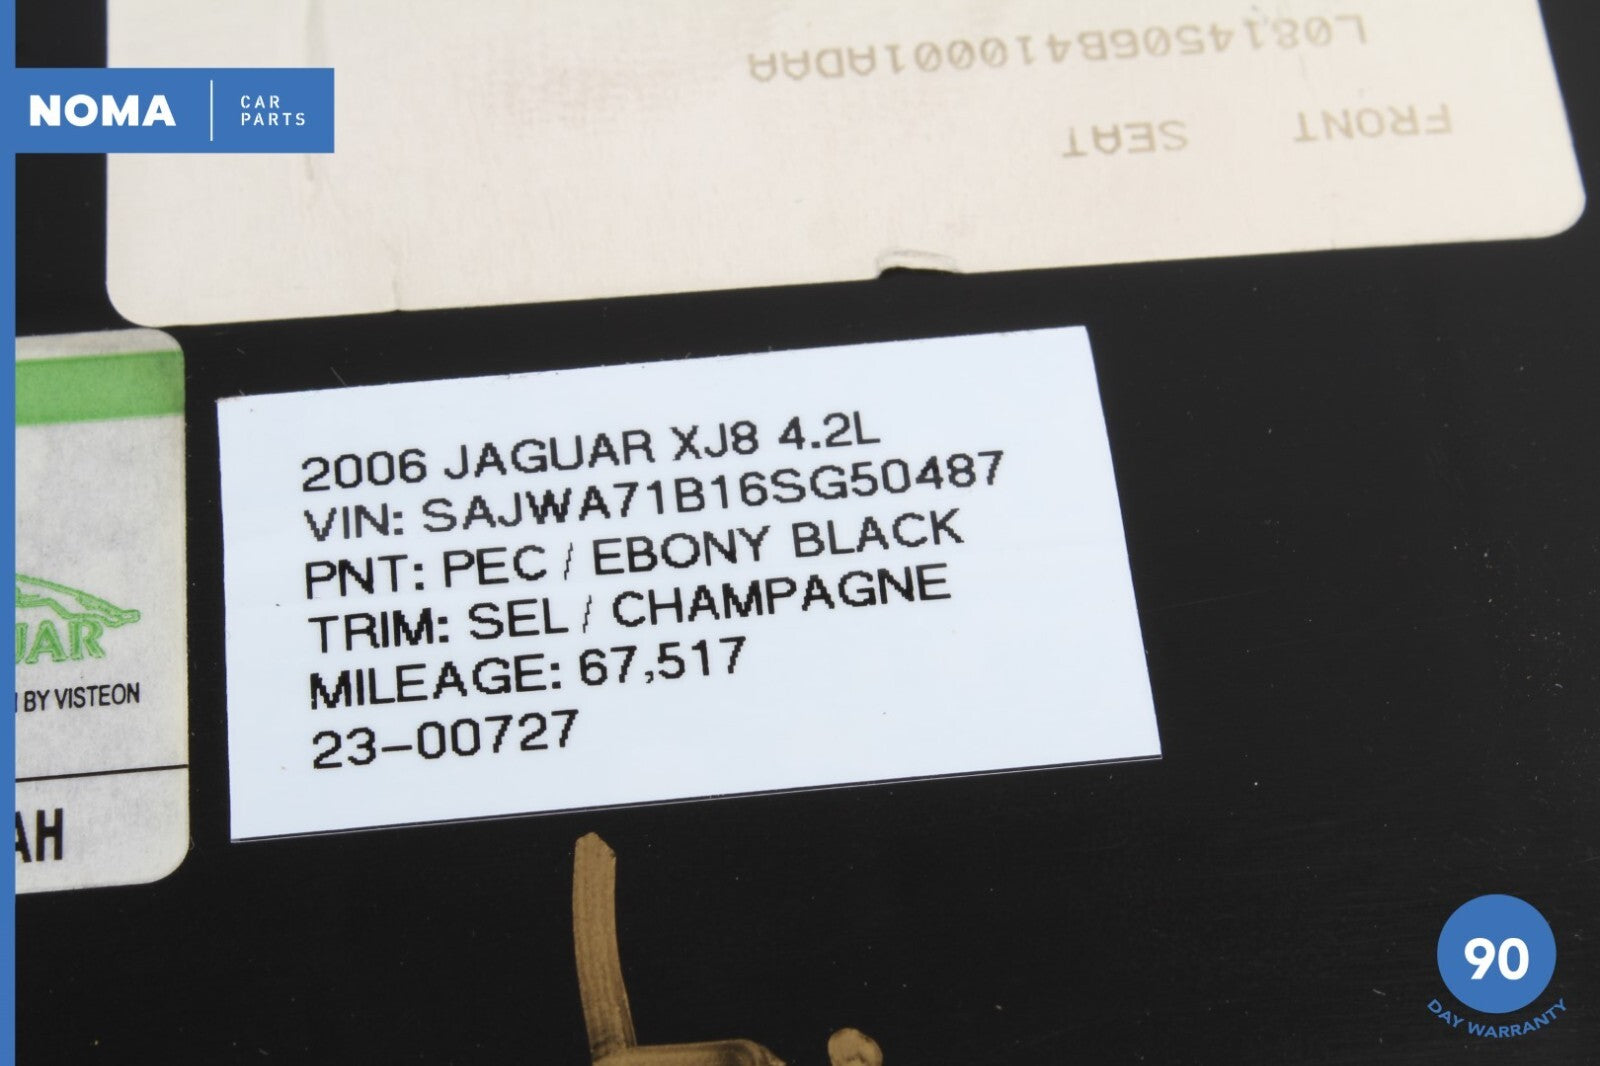 NOMA
CAR
PARTS
L0814506B410001ADAA
FRONT SEAT
2006 JAGUAR XJ8 4.2L
VIN: SAJWA71B16SG50487
PNT: PEC / EBONY BLACK
TRIM: SEL / CHAMPAGNE
MILEAGE: 67,517
23-00727
UAR
BY VISTEON
AH
90
DAY WARRANTY